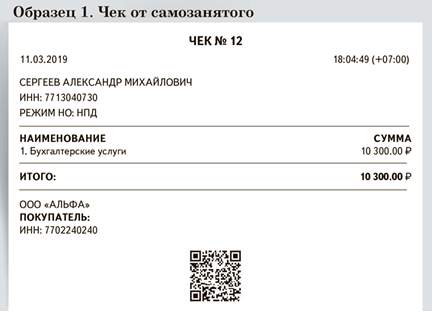 Образец 1. Чек от самозанятого
ЧЕК № 12
11.03.2019 18:04:49 (+07:00)
СЕРГЕЕВ АЛЕКСАНДР МИХАЙЛОВИЧ
ИНН: 7713040730
РЕЖИМ НО: НПД
НАИМЕНОВАНИЕ СУММА
1. Бухгалтерские услуги 10 300.00 ₽
ИТОГО: 10 300.00 ₽
ООО «АЛЬФА»
ПОКУПАТЕЛЬ:
ИНН: 7702240240